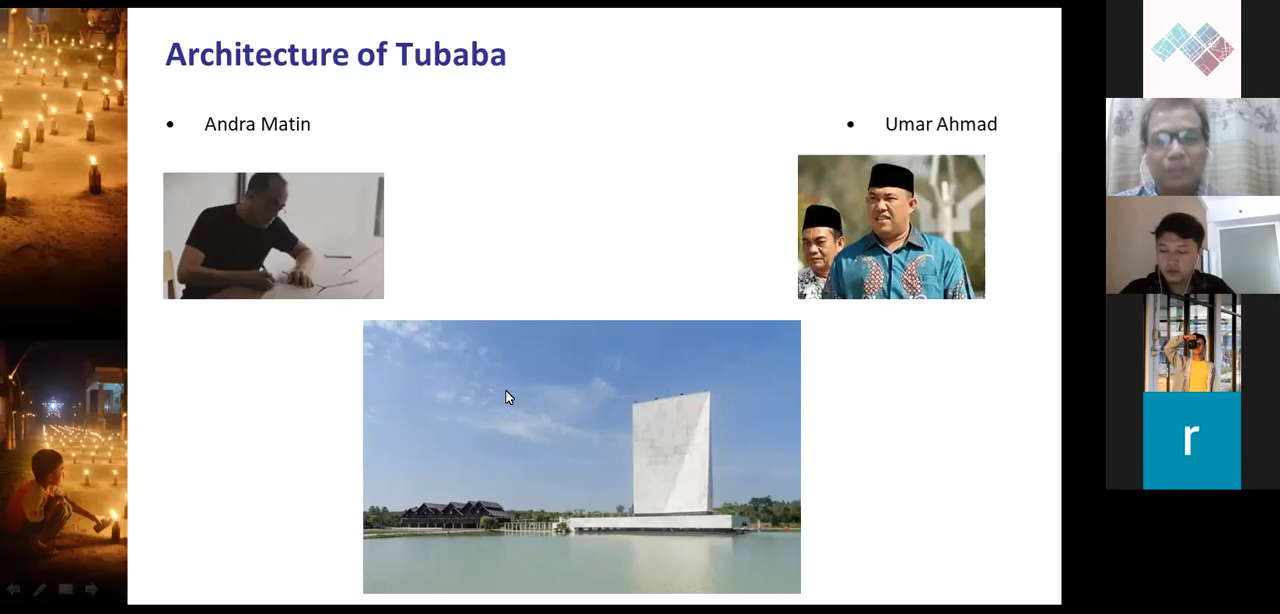 Architecture of Tubaba
• Andra Matin
• Umar Ahmad
r